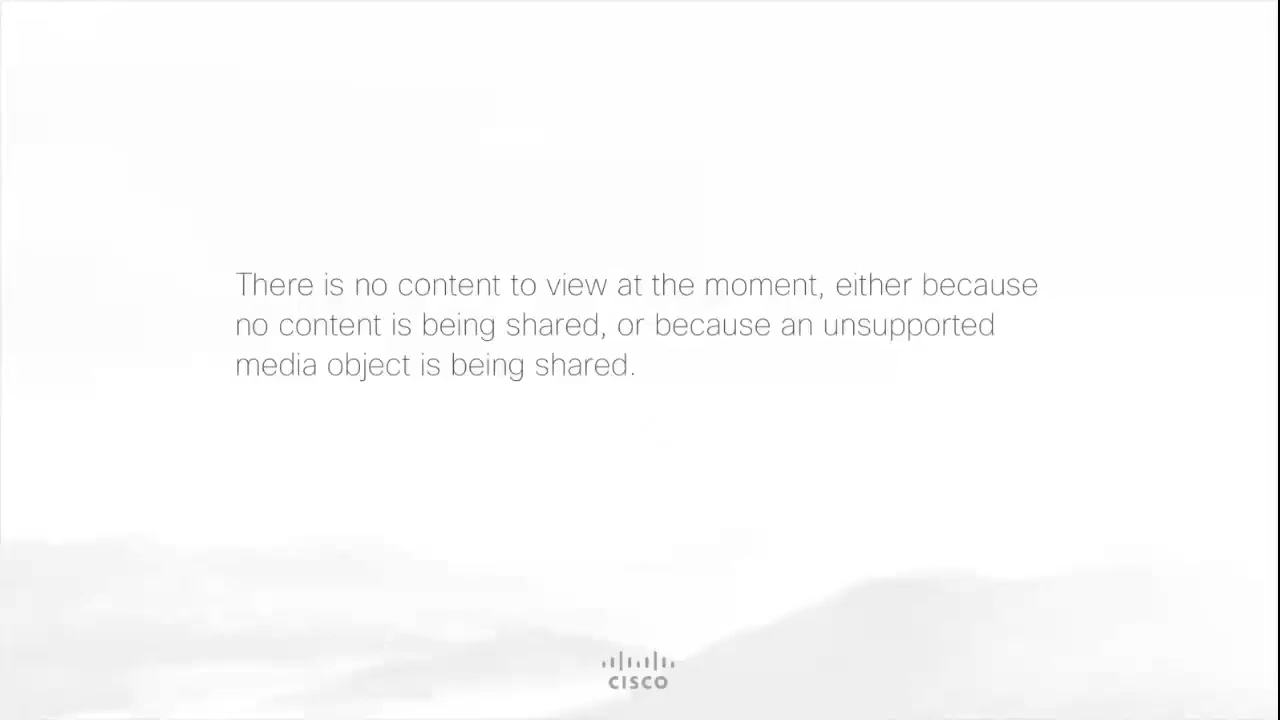 There is no content to view at the moment, either because
no content is being shared, or because an unsupported
media object is being shared.
CISCO